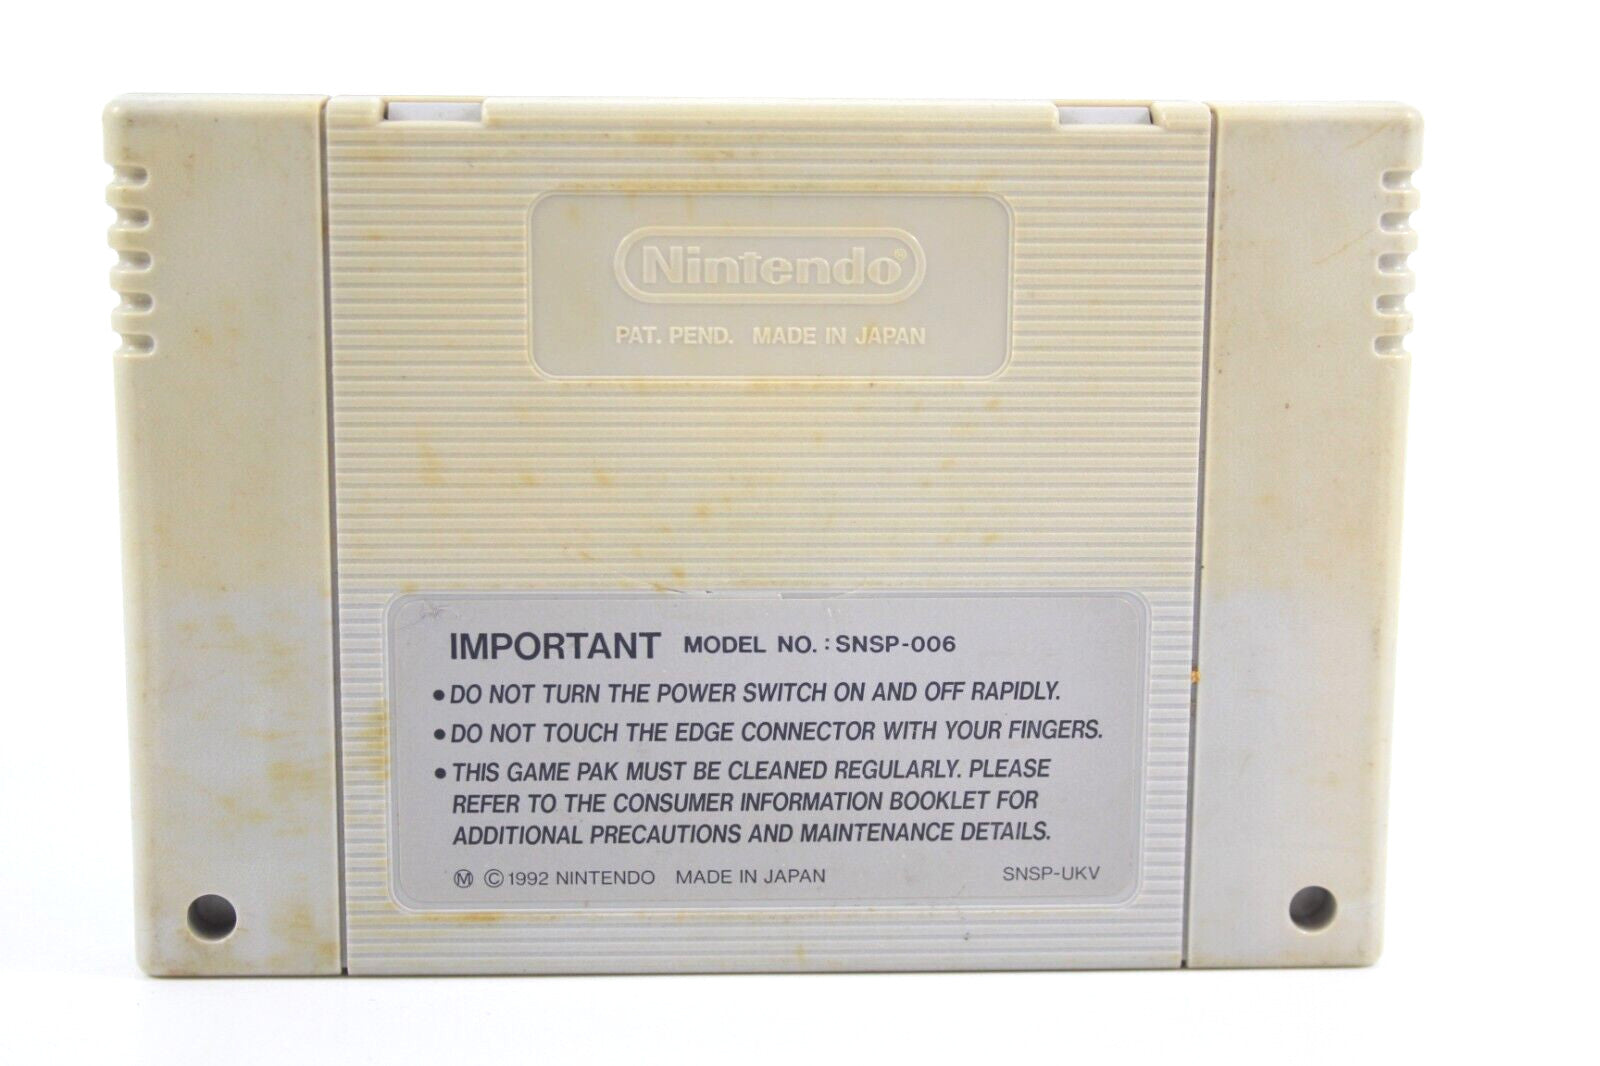 Nintendo®
PAT. PEND. MADE IN JAPAN
IMPORTANT MODEL NO. : SNSP-006
• DO NOT TURN THE POWER SWITCH ON AND OFF RAPIDLY.
• DO NOT TOUCH THE EDGE CONNECTOR WITH YOUR FINGERS.
• THIS GAME PAK MUST BE CLEANED REGULARLY. PLEASE
REFER TO THE CONSUMER INFORMATION BOOKLET FOR
ADDITIONAL PRECAUTIONS AND MAINTENANCE DETAILS.
Ⓜ © 1992 NINTENDO MADE IN JAPAN SNSP-UKV